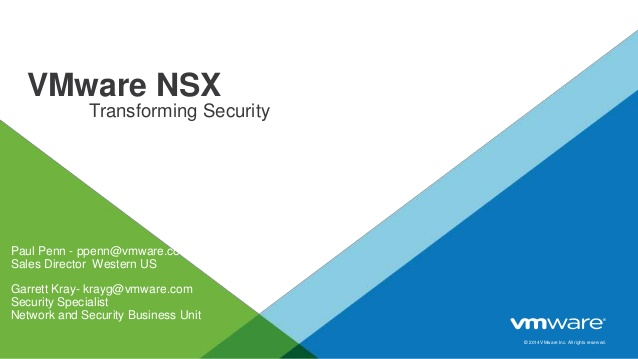 VMware NSX
Transforming Security
Paul Penn - ppenn@vmware.co
Sales Director Western US
Garrett Kray- krayg@vmware.com
Security Specialist
Network and Security Business Unit
vmware®
© 2014 VMware Inc. All rights reserved.